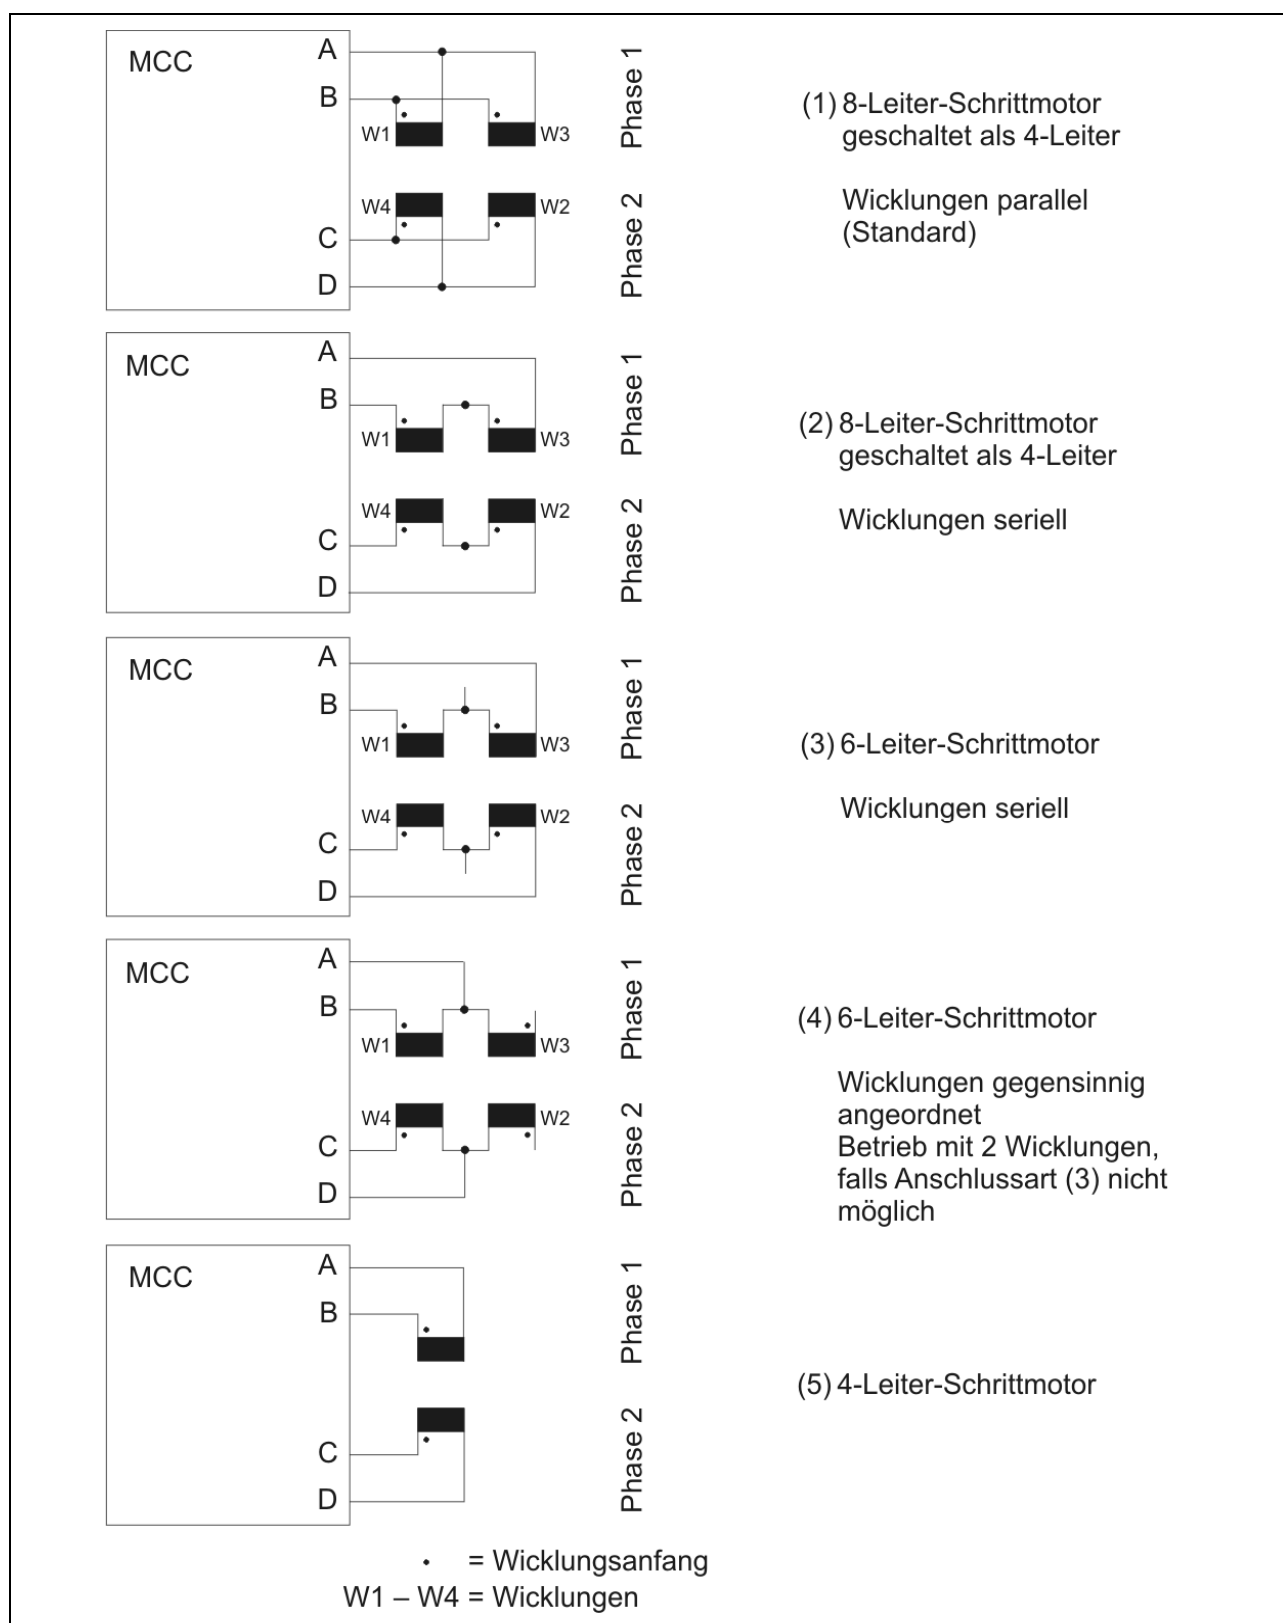 MCC
A
B
C
D
W1
W3
W4
W2
Phase 1
Phase 2
(1) 8-Leiter-Schrittmotor
geschaltet als 4-Leiter
Wicklungen parallel
(Standard)
MCC
A
B
C
D
W1
W3
W4
W2
Phase 1
Phase 2
(2) 8-Leiter-Schrittmotor
geschaltet als 4-Leiter
Wicklungen seriell
MCC
A
B
C
D
W1
W3
W4
W2
Phase 1
Phase 2
(3) 6-Leiter-Schrittmotor
Wicklungen seriell
MCC
A
B
C
D
W1
W3
W4
W2
Phase 1
Phase 2
(4) 6-Leiter-Schrittmotor
Wicklungen gegensinnig
angeordnet
Betrieb mit 2 Wicklungen,
falls Anschlussart (3) nicht
möglich
MCC
A
B
C
D
Phase 1
Phase 2
(5) 4-Leiter-Schrittmotor
• = Wicklungsanfang
W1 – W4 = Wicklungen